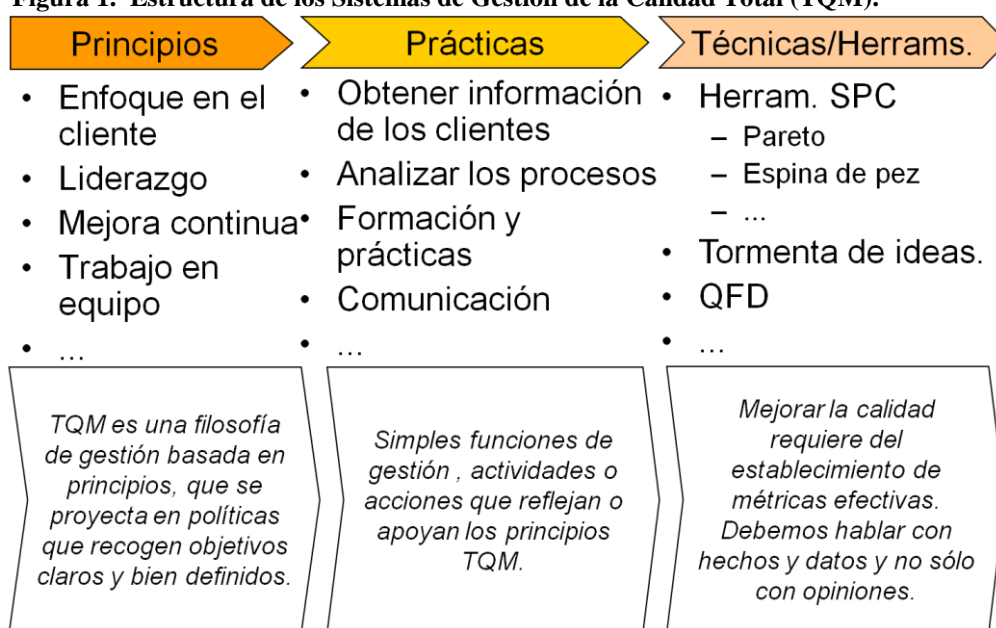 Figura 1. Estructura de los Sistemas de Gestión de la Calidad Total (TQM).
Principios
• Enfoque en el
cliente
• Liderazgo
• Mejora continua
• Trabajo en
equipo
• ...
TQM es una filosofía
de gestión basada en
principios, que se
proyecta en políticas
que recogen objetivos
claros y bien definidos.
Prácticas
• Obtener información
de los clientes
• Analizar los procesos
• Formación y
prácticas
• Comunicación
• ...
Simples funciones de
gestión , actividades o
acciones que reflejan o
apoyan los principios
TQM.
Técnicas/Herrams.
• Herram. SPC
– Pareto
– Espina de pez
– ...
• Tormenta de ideas.
• QFD
• ...
Mejorar la calidad
requiere del
establecimiento de
métricas efectivas.
Debemos hablar con
hechos y datos y no sólo
con opiniones.